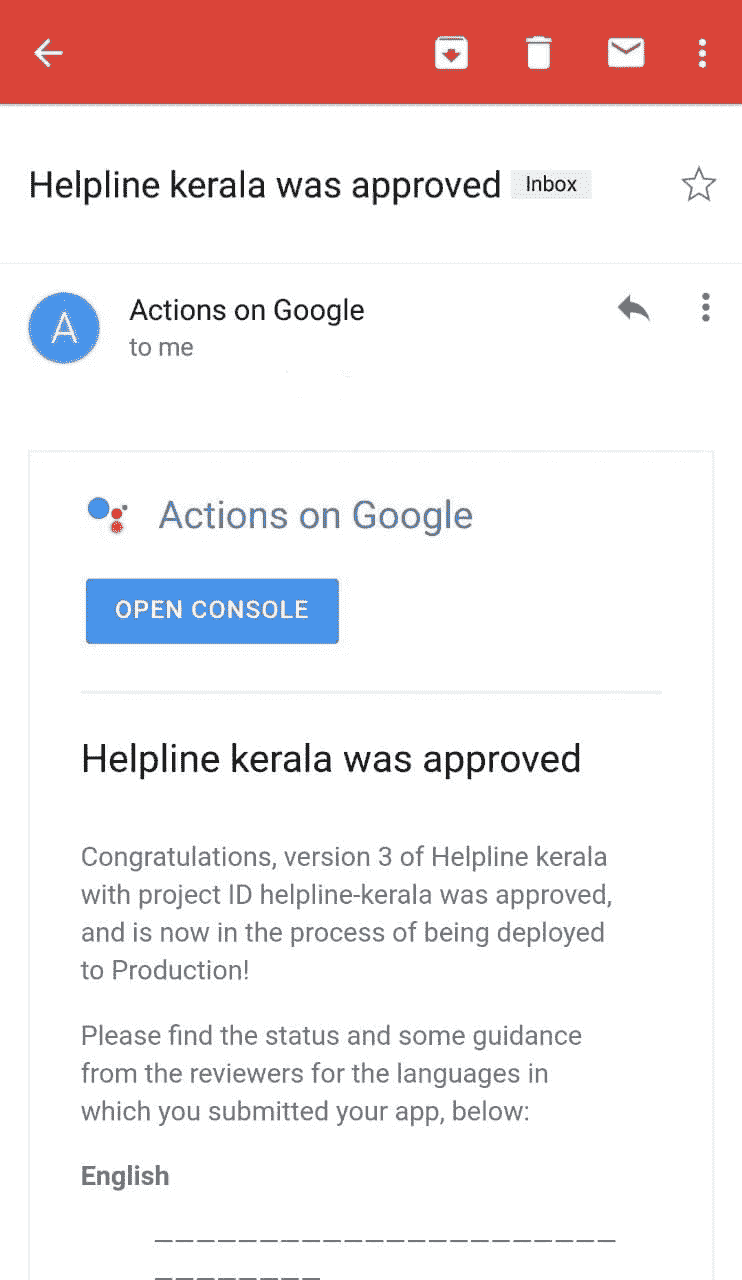 Helpline kerala was approved Inbox
A
Actions on Google
to me
Actions on Google
OPEN CONSOLE
Helpline kerala was approved
Congratulations, version 3 of Helpline kerala
with project ID helpline-kerala was approved,
and is now in the process of being deployed
to Production!
Please find the status and some guidance
from the reviewers for the languages in
which you submitted your app, below:
English
______________________
________